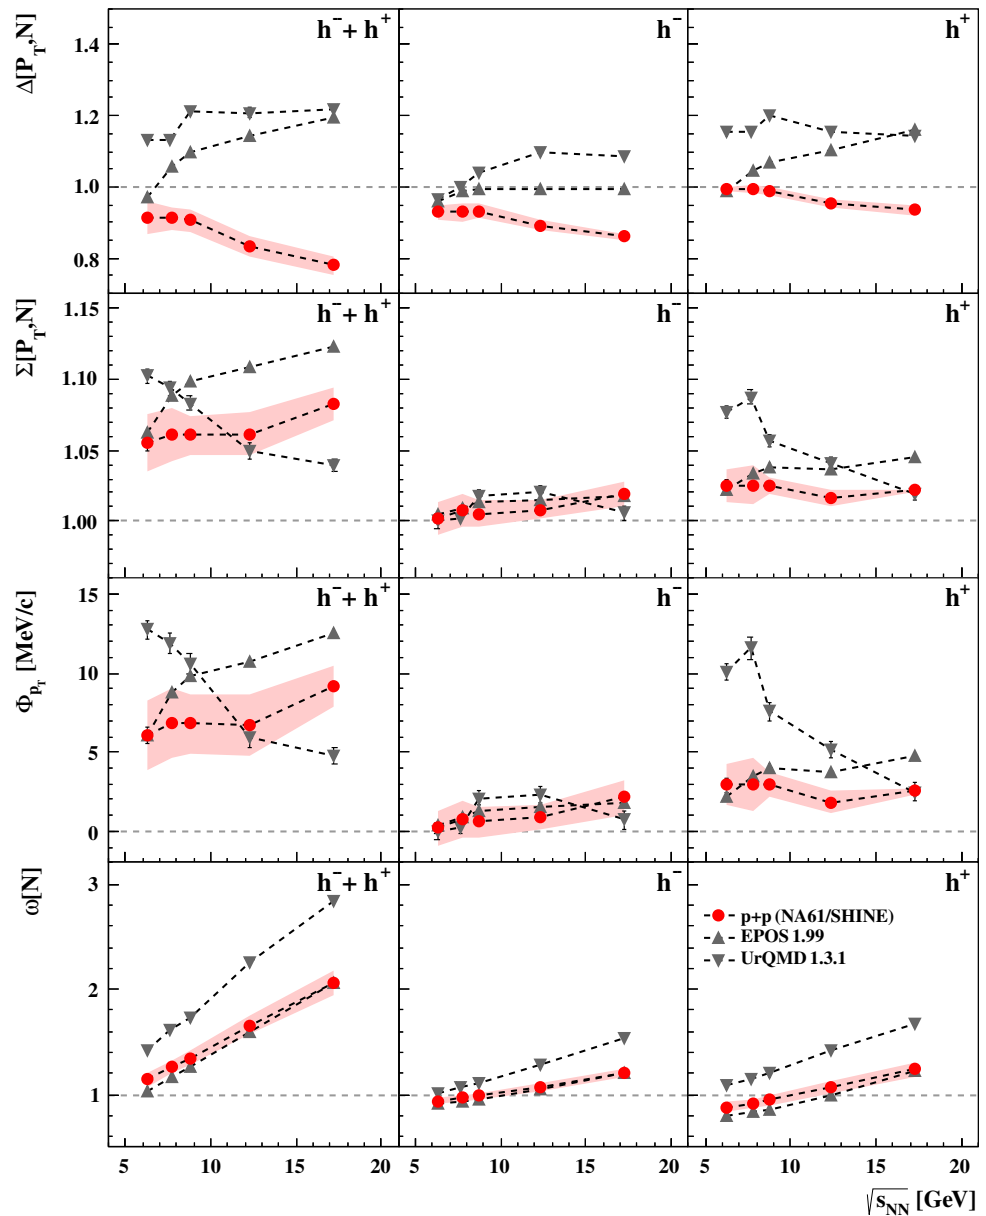 Δ[P_T,N]
h⁻+ h⁺
h⁻
h⁺
1.4
1.2
1.0
0.8
Σ[P_T,N]
h⁻+ h⁺
h⁻
h⁺
1.15
1.10
1.05
1.00
Φ_{p_T} [MeV/c]
h⁻+ h⁺
h⁻
h⁺
15
10
5
0
ω[N]
h⁻+ h⁺
h⁻
h⁺
3
2
1
p+p (NA61/SHINE)
EPOS 1.99
UrQMD 1.3.1
5 10 15 20 5 10 15 20 5 10 15 20
√s_NN [GeV]